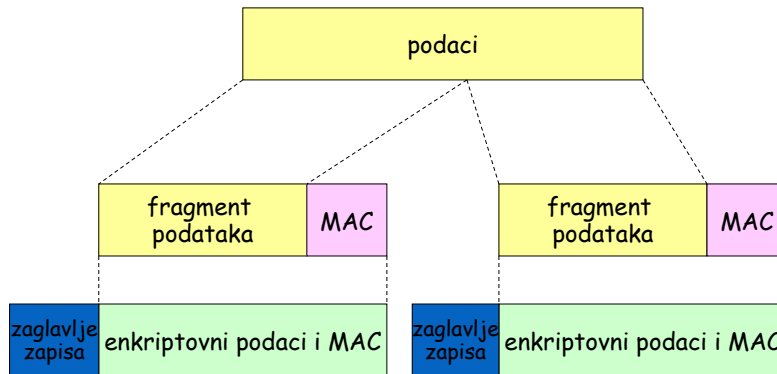 podaci
fragment
podataka
MAC
fragment
podataka
MAC
zaglavlje
zapisa
enkriptovni podaci i MAC
zaglavlje
zapisa
enkriptovni podaci i MAC